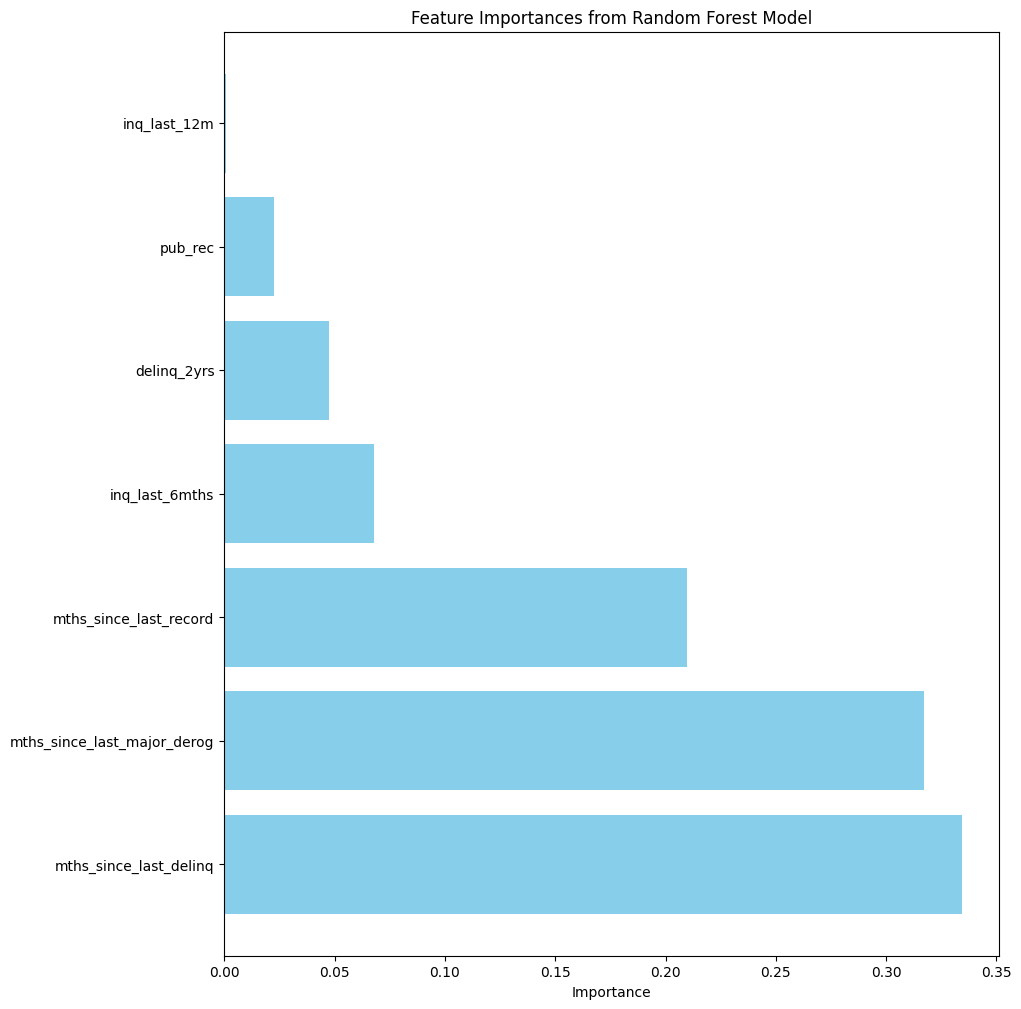 Feature Importances from Random Forest Model
inq_last_12m
pub_rec
delinq_2yrs
inq_last_6mths
mths_since_last_record
mths_since_last_major_derog
mths_since_last_delinq
0.00 0.05 0.10 0.15 0.20 0.25 0.30 0.35
Importance